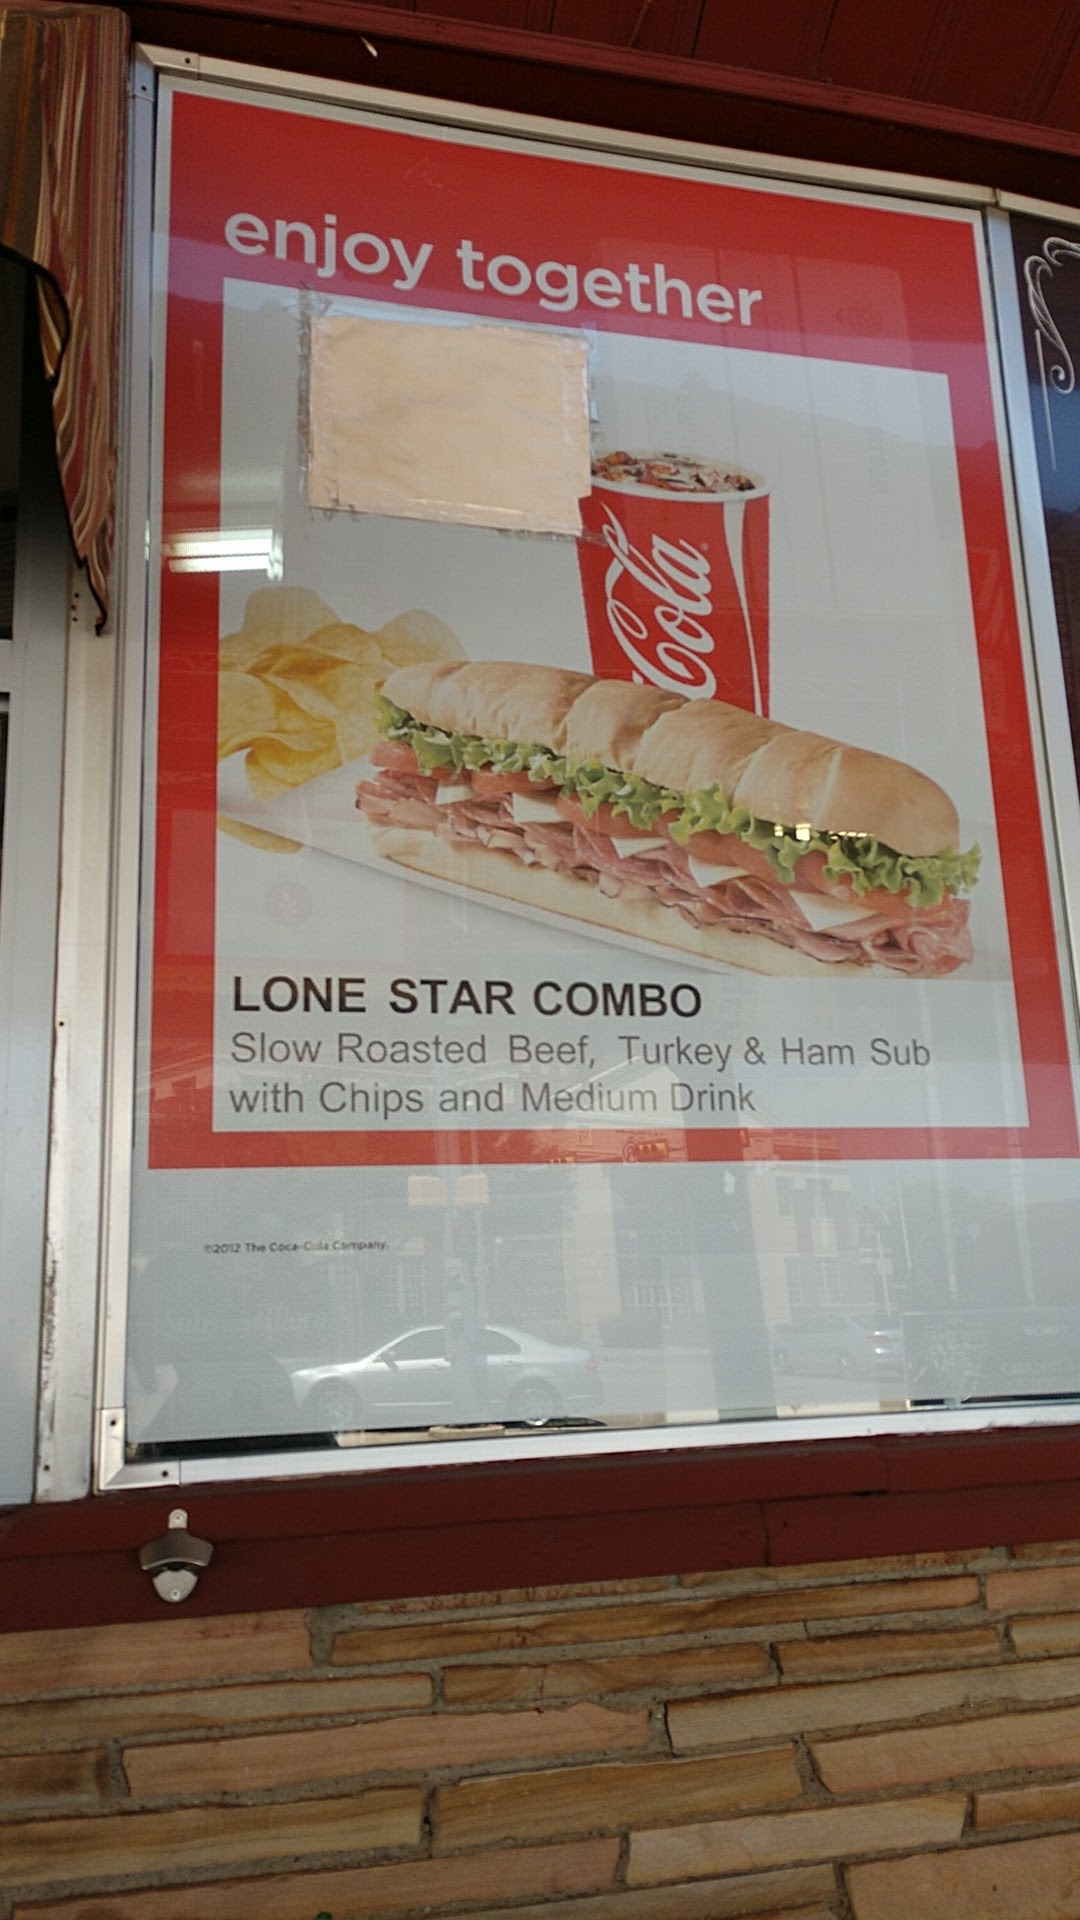 enjoy together
Cola
LONE STAR COMBO
Slow Roasted Beef, Turkey & Ham Sub
with Chips and Medium Drink
©2012 The Coca-Cola Company.